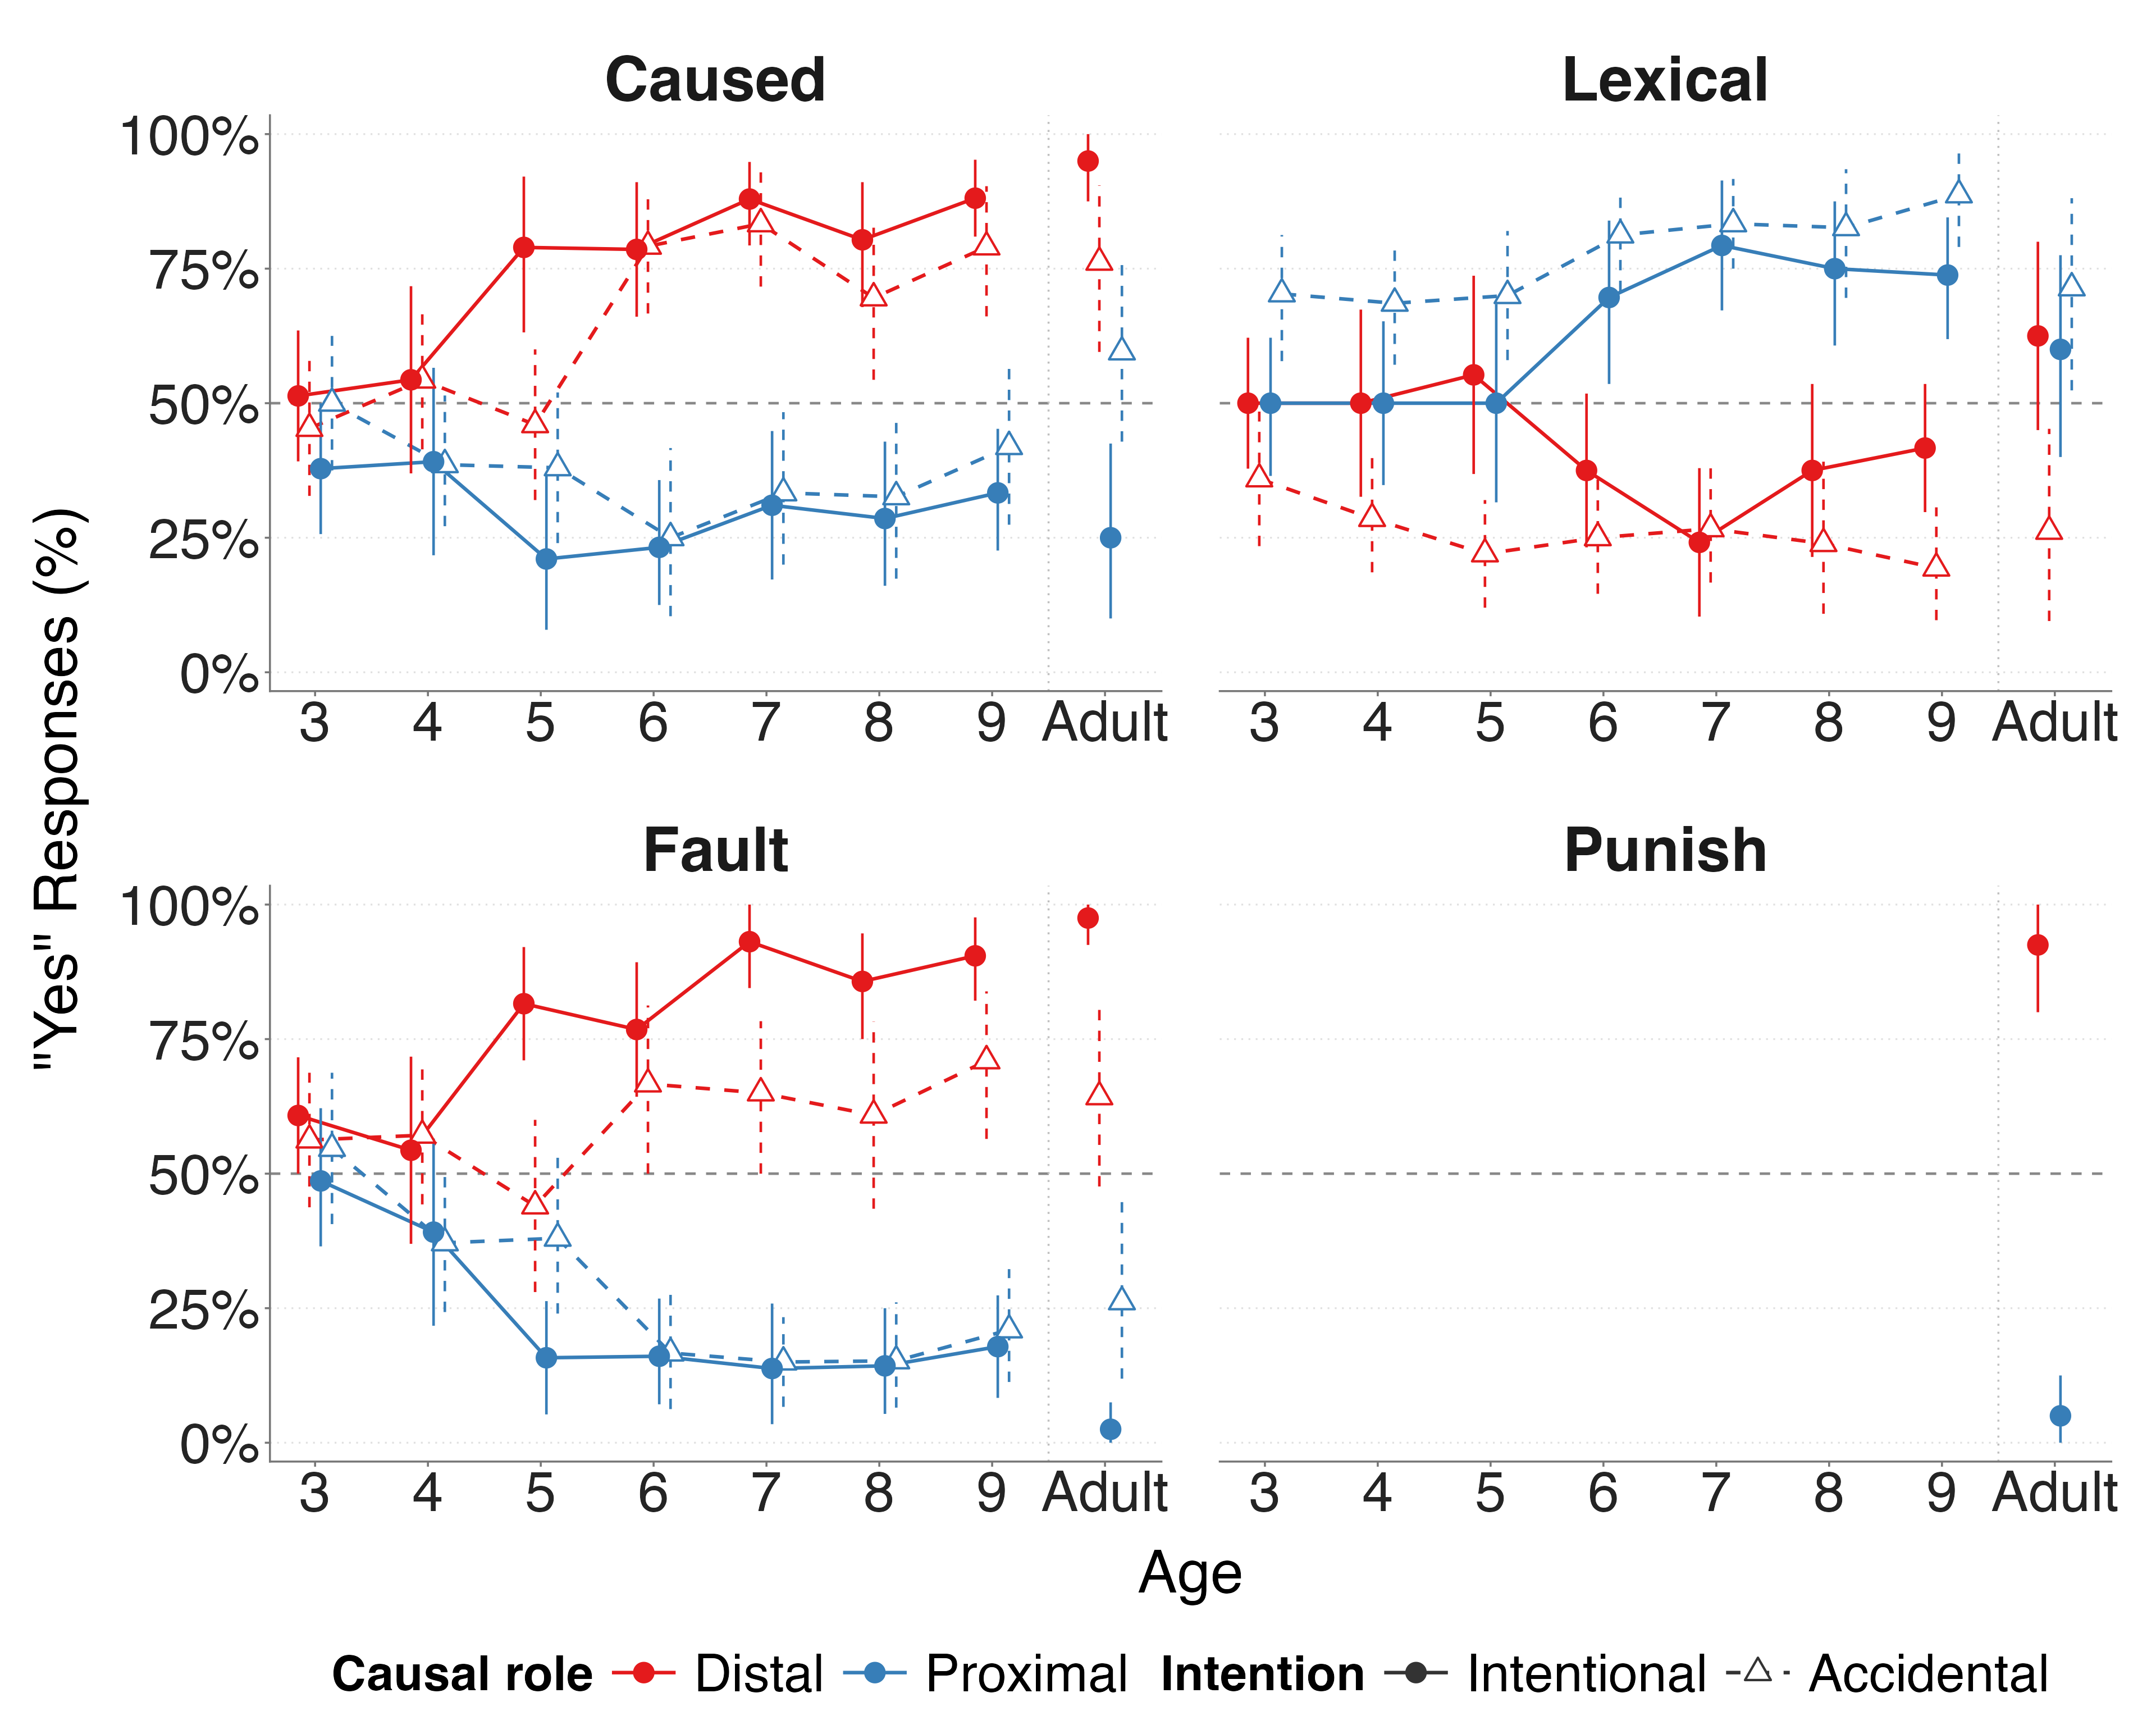 Caused
Lexical
100%
75%
50%
25%
0%
3 4 5 6 7 8 9 Adult
3 4 5 6 7 8 9 Adult
"Yes" Responses (%)
Fault
Punish
100%
75%
50%
25%
0%
3 4 5 6 7 8 9 Adult
3 4 5 6 7 8 9 Adult
Age
Causal role Distal Proximal Intention Intentional Accidental